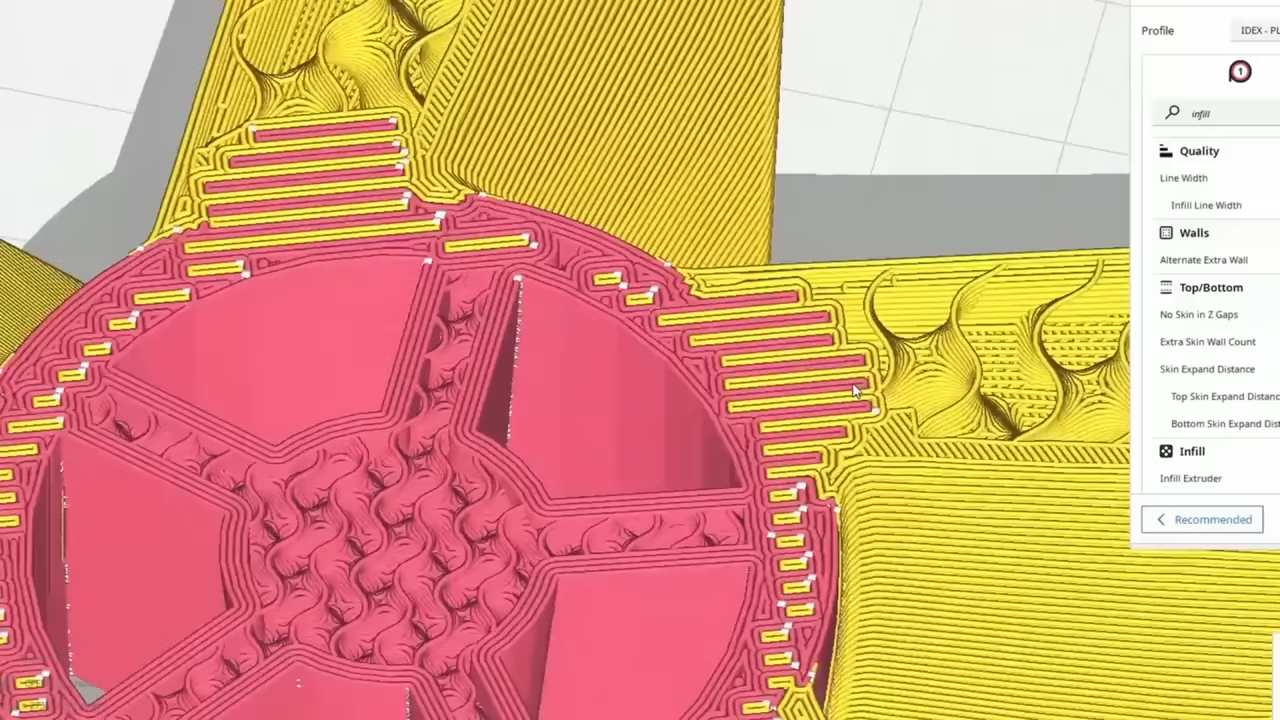 Profile
IDEX - PL
1
infill
Quality
Line Width
Infill Line Width
Walls
Alternate Extra Wall
Top/Bottom
No Skin in Z Gaps
Extra Skin Wall Count
Skin Expand Distance
Top Skin Expand Distanc
Bottom Skin Expand Dist
Infill
Infill Extruder
Recommended